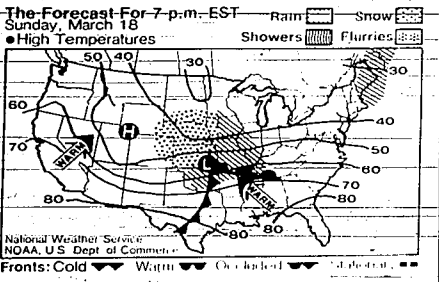 The Forecast For 7 p.m. EST
Sunday, March 18
● High Temperatures
Rain
Snow
Showers
Flurries
50
40
30
30
60
70
H
40
WARM
L
60
WARM
70
80
80
80
80
National Weather Service
NOAA, U.S. Dept of Commerce
Fronts: Cold
Warm
Occluded
Stationary